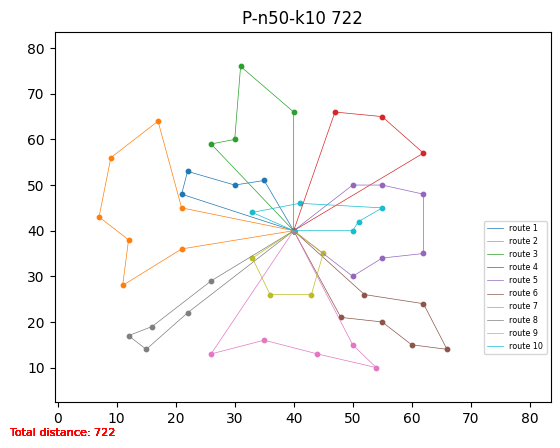 P-n50-k10 722
80
70
60
50
40
30
20
10
0 10 20 30 40 50 60 70 80
route 1
route 2
route 3
route 4
route 5
route 6
route 7
route 8
route 9
route 10
Total distance: 722